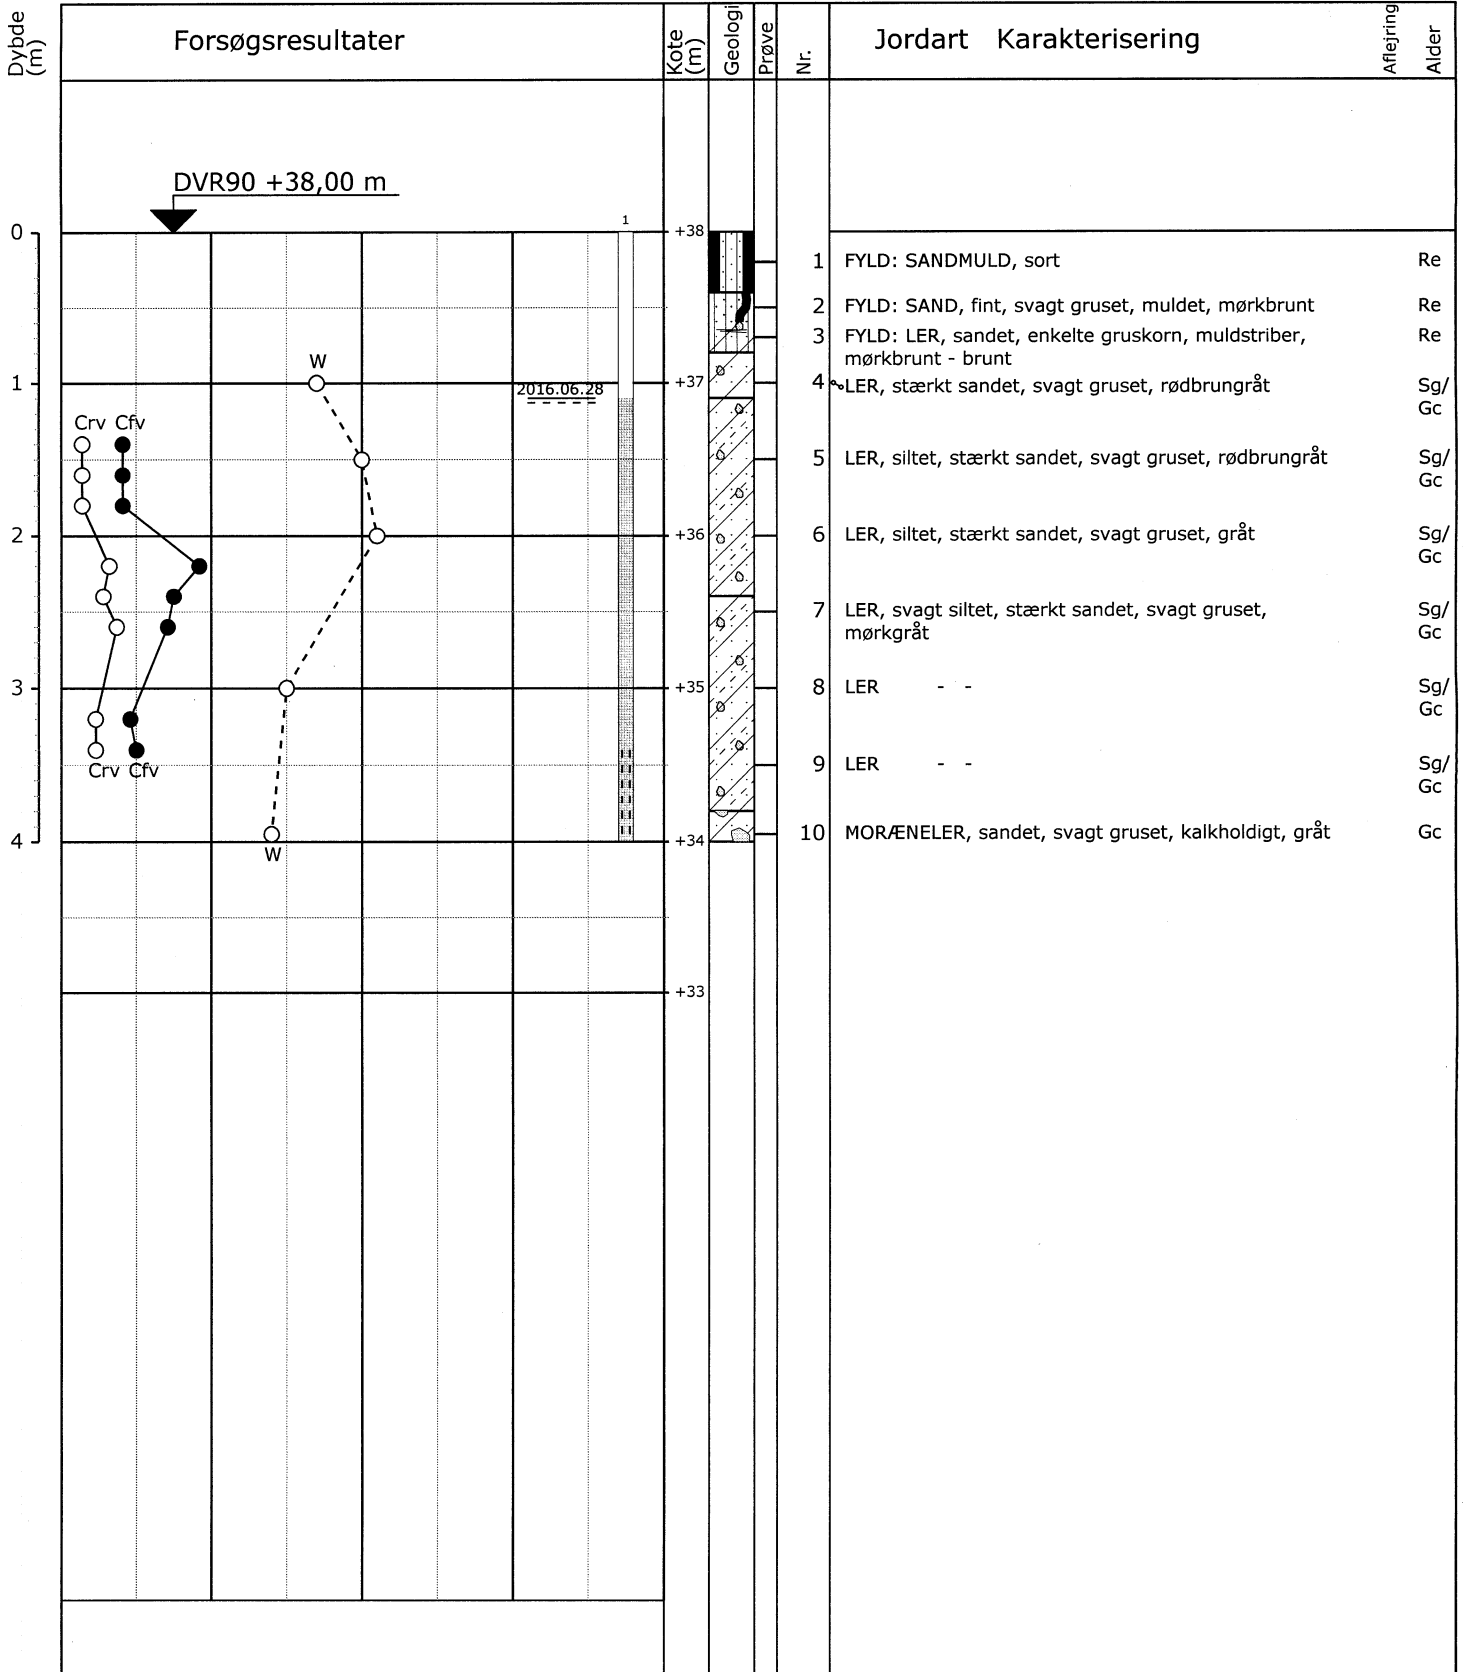 Dybde (m)
Forsøgsresultater
Kote (m)
Geologi
Prøve
Nr.
Jordart Karakterisering
Aflejring
Alder
DVR90 +38,00 m
0
1
+38
1 FYLD: SANDMULD, sort Re
2 FYLD: SAND, fint, svagt gruset, muldet, mørkbrunt Re
3 FYLD: LER, sandet, enkelte gruskorn, muldstriber, Re
mørkbrunt - brunt
W
1
2016.06.28
+37
4 LER, stærkt sandet, svagt gruset, rødbrungråt Sg/
Gc
Crv Cfv
5 LER, siltet, stærkt sandet, svagt gruset, rødbrungråt Sg/
Gc
2
+36
6 LER, siltet, stærkt sandet, svagt gruset, gråt Sg/
Gc
7 LER, svagt siltet, stærkt sandet, svagt gruset, Sg/
mørkgråt Gc
3
+35
8 LER - - Sg/
Gc
Crv Cfv
9 LER - - Sg/
Gc
4
W
+34
10 MORÆNELER, sandet, svagt gruset, kalkholdigt, gråt Gc
+33